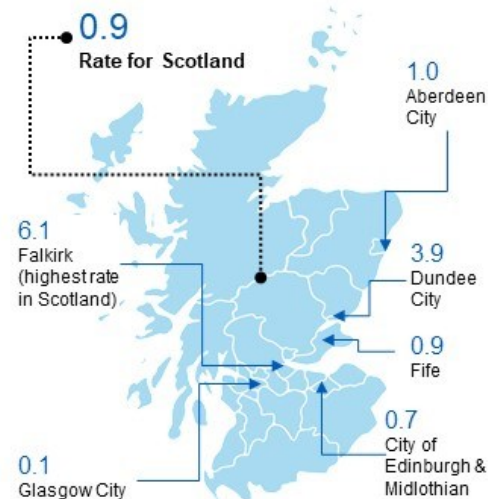 0.9
Rate for Scotland
1.0
Aberdeen
City
6.1
Falkirk
(highest rate
in Scotland)
3.9
Dundee
City
0.9
Fife
0.7
City of
Edinburgh &
Midlothian
0.1
Glasgow City